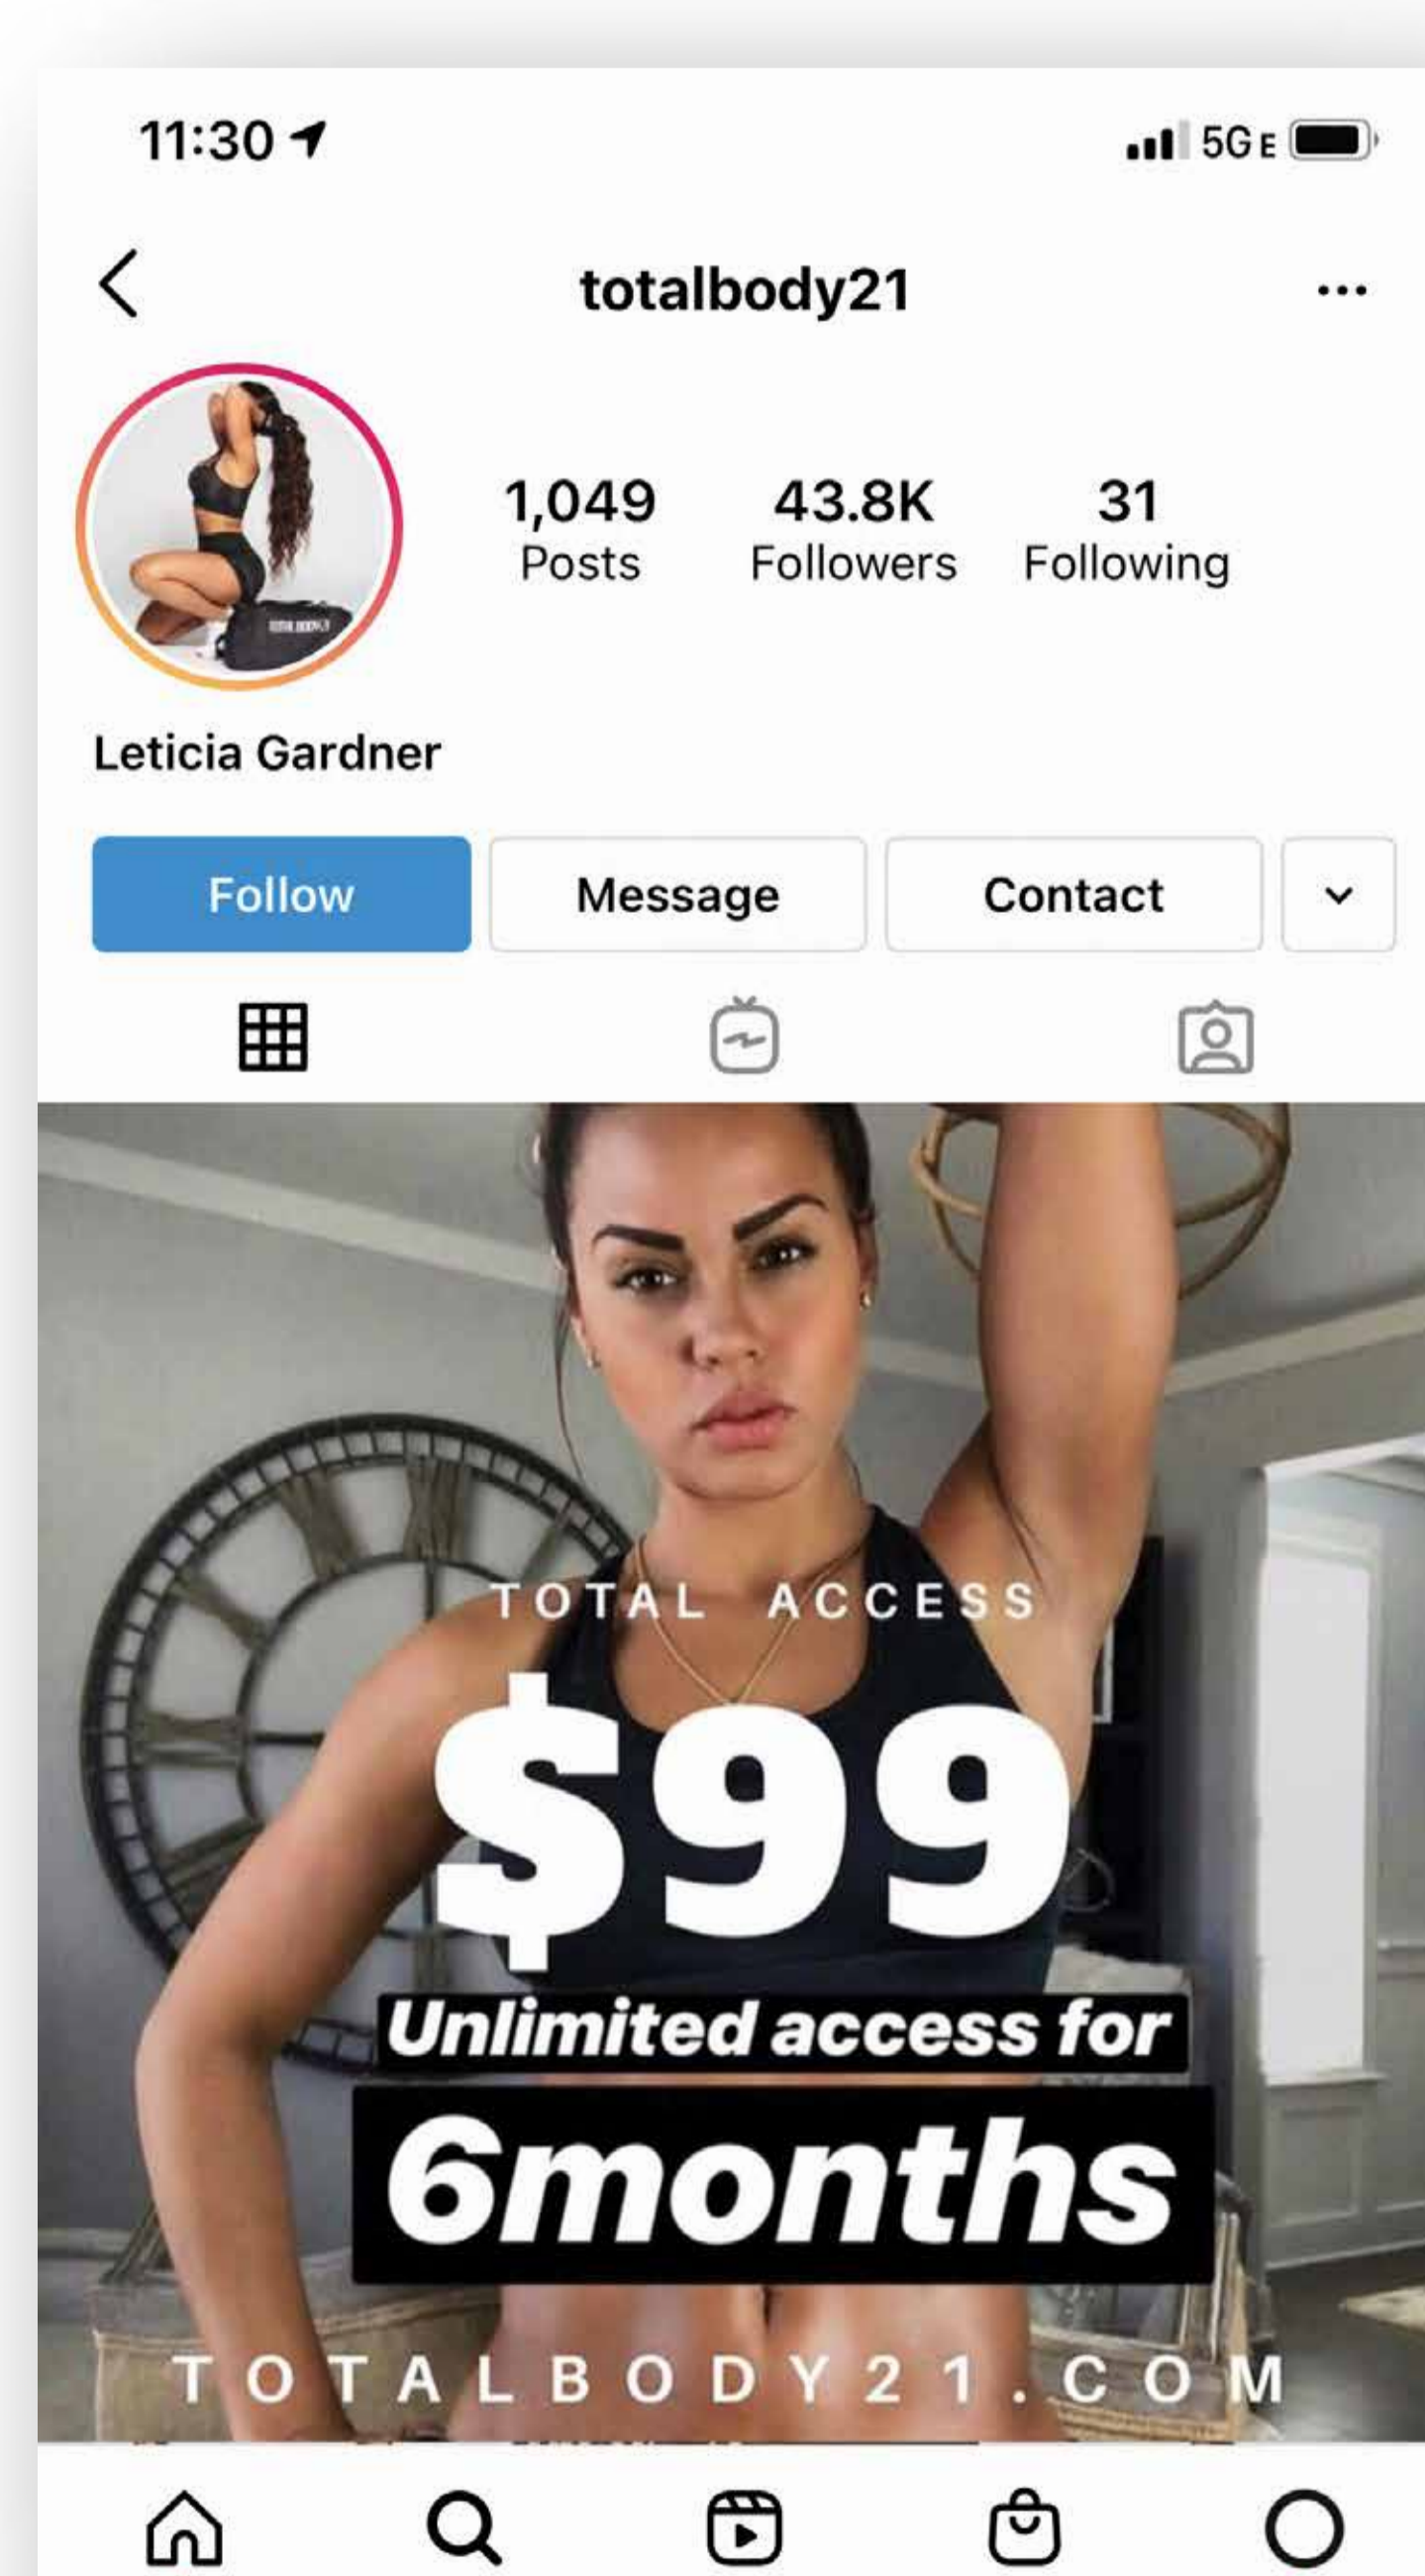 11:30
5G E
totalbody21
1,049 43.8K 31
Posts Followers Following
Leticia Gardner
Follow Message Contact
TOTAL ACCESS
$99
Unlimited access for
6months
TOTALBODY21.COM